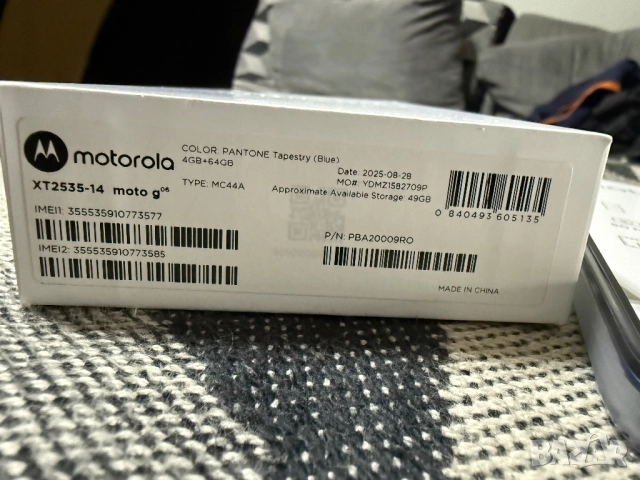 motorola
COLOR: PANTONE Tapestry (Blue)
4GB+64GB
Date: 2025-08-28
XT2535-14 moto g06
TYPE: MC44A
MO#: YDMZ1582709P
Approximate Available Storage: 49GB
0 840493 605135
IMEI1: 355535910773577
P/N: PBA20009RO
IMEI2: 355535910773585
MADE IN CHINA
BAZAR